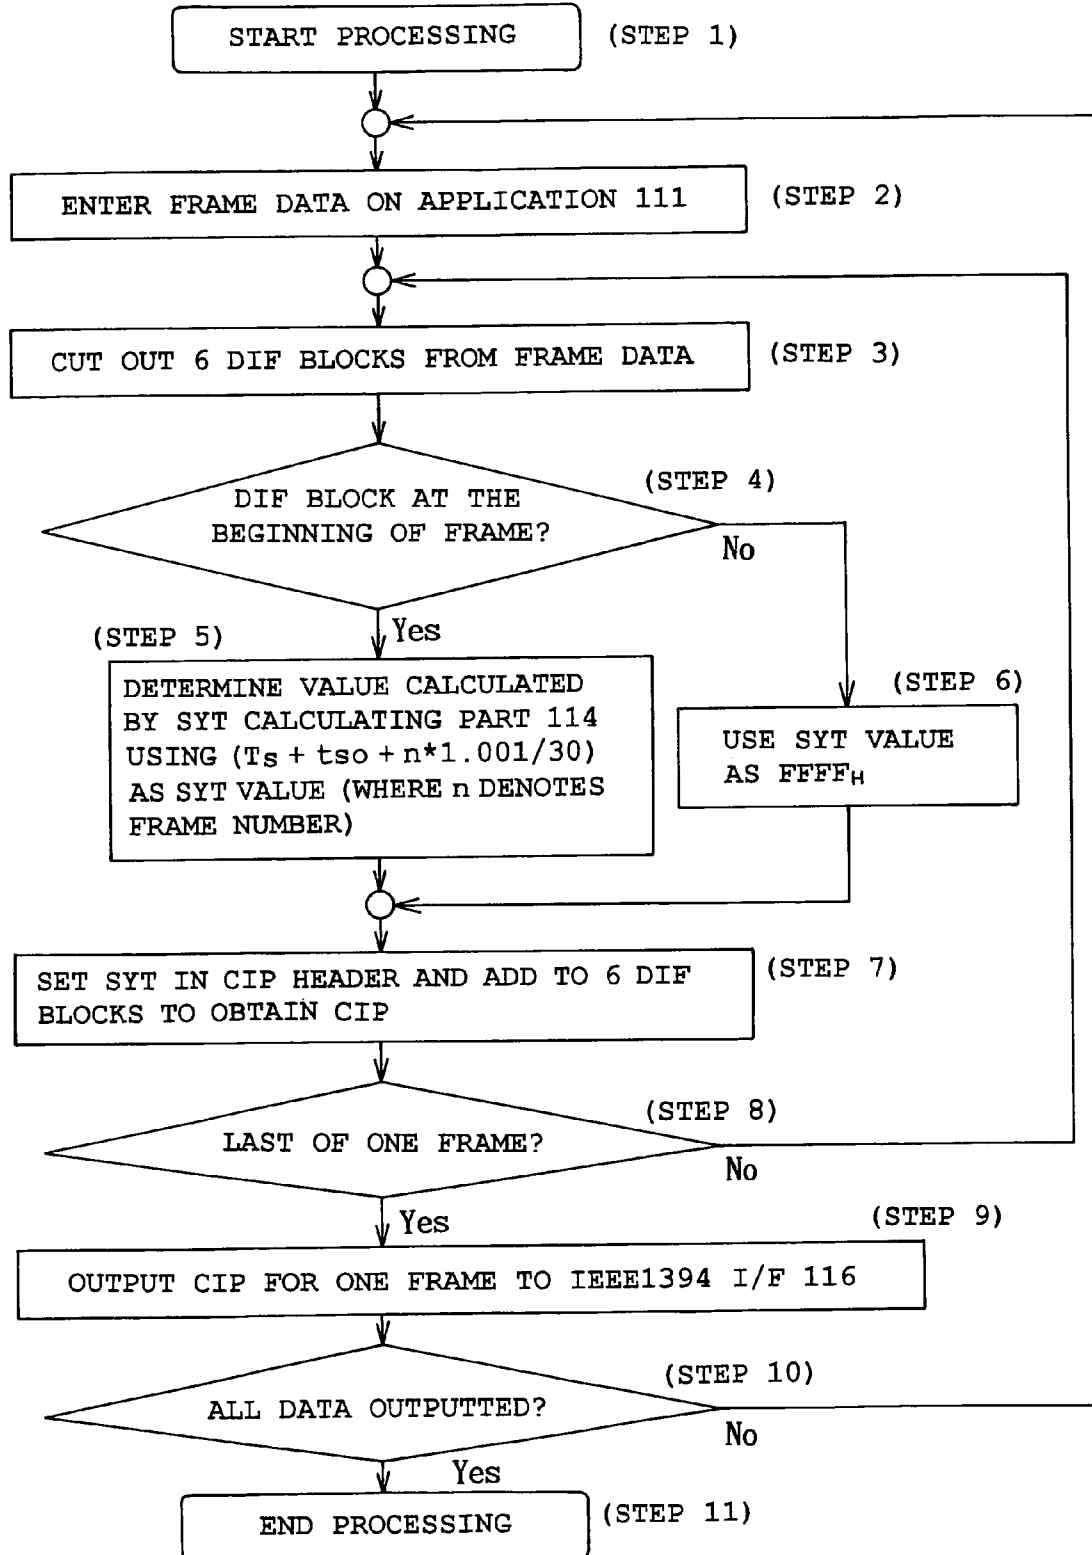 START PROCESSING
(STEP 1)
ENTER FRAME DATA ON APPLICATION 111
(STEP 2)
CUT OUT 6 DIF BLOCKS FROM FRAME DATA
(STEP 3)
(STEP 4)
DIF BLOCK AT THE
BEGINNING OF FRAME?
No
Yes
(STEP 5)
DETERMINE VALUE CALCULATED
BY SYT CALCULATING PART 114
USING (Ts + tso + n*1.001/30)
AS SYT VALUE (WHERE n DENOTES
FRAME NUMBER)
(STEP 6)
USE SYT VALUE
AS FFFFH
SET SYT IN CIP HEADER AND ADD TO 6 DIF
BLOCKS TO OBTAIN CIP
(STEP 7)
(STEP 8)
LAST OF ONE FRAME?
No
Yes
(STEP 9)
OUTPUT CIP FOR ONE FRAME TO IEEE1394 I/F 116
(STEP 10)
ALL DATA OUTPUTTED?
No
Yes
END PROCESSING
(STEP 11)